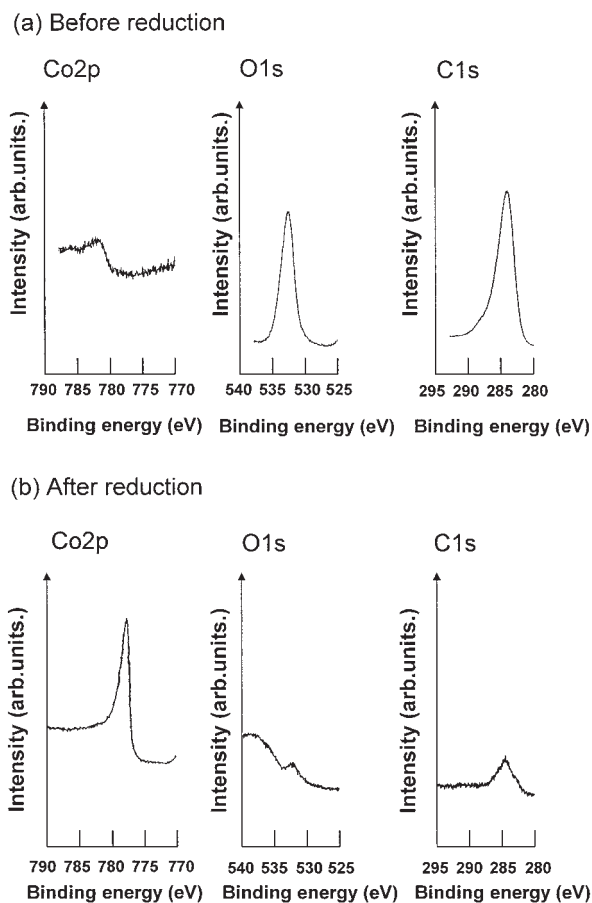 (a) Before reduction
Co2p
O1s
C1s
Intensity (arb.units.)
Intensity (arb.units.)
Intensity (arb.units.)
790 785 780 775 770
540 535 530 525
295 290 285 280
Binding energy (eV)
Binding energy (eV)
Binding energy (eV)
(b) After reduction
Co2p
O1s
C1s
Intensity (arb.units.)
Intensity (arb.units.)
Intensity (arb.units.)
790 785 780 775 770
540 535 530 525
295 290 285 280
Binding energy (eV)
Binding energy (eV)
Binding energy (eV)